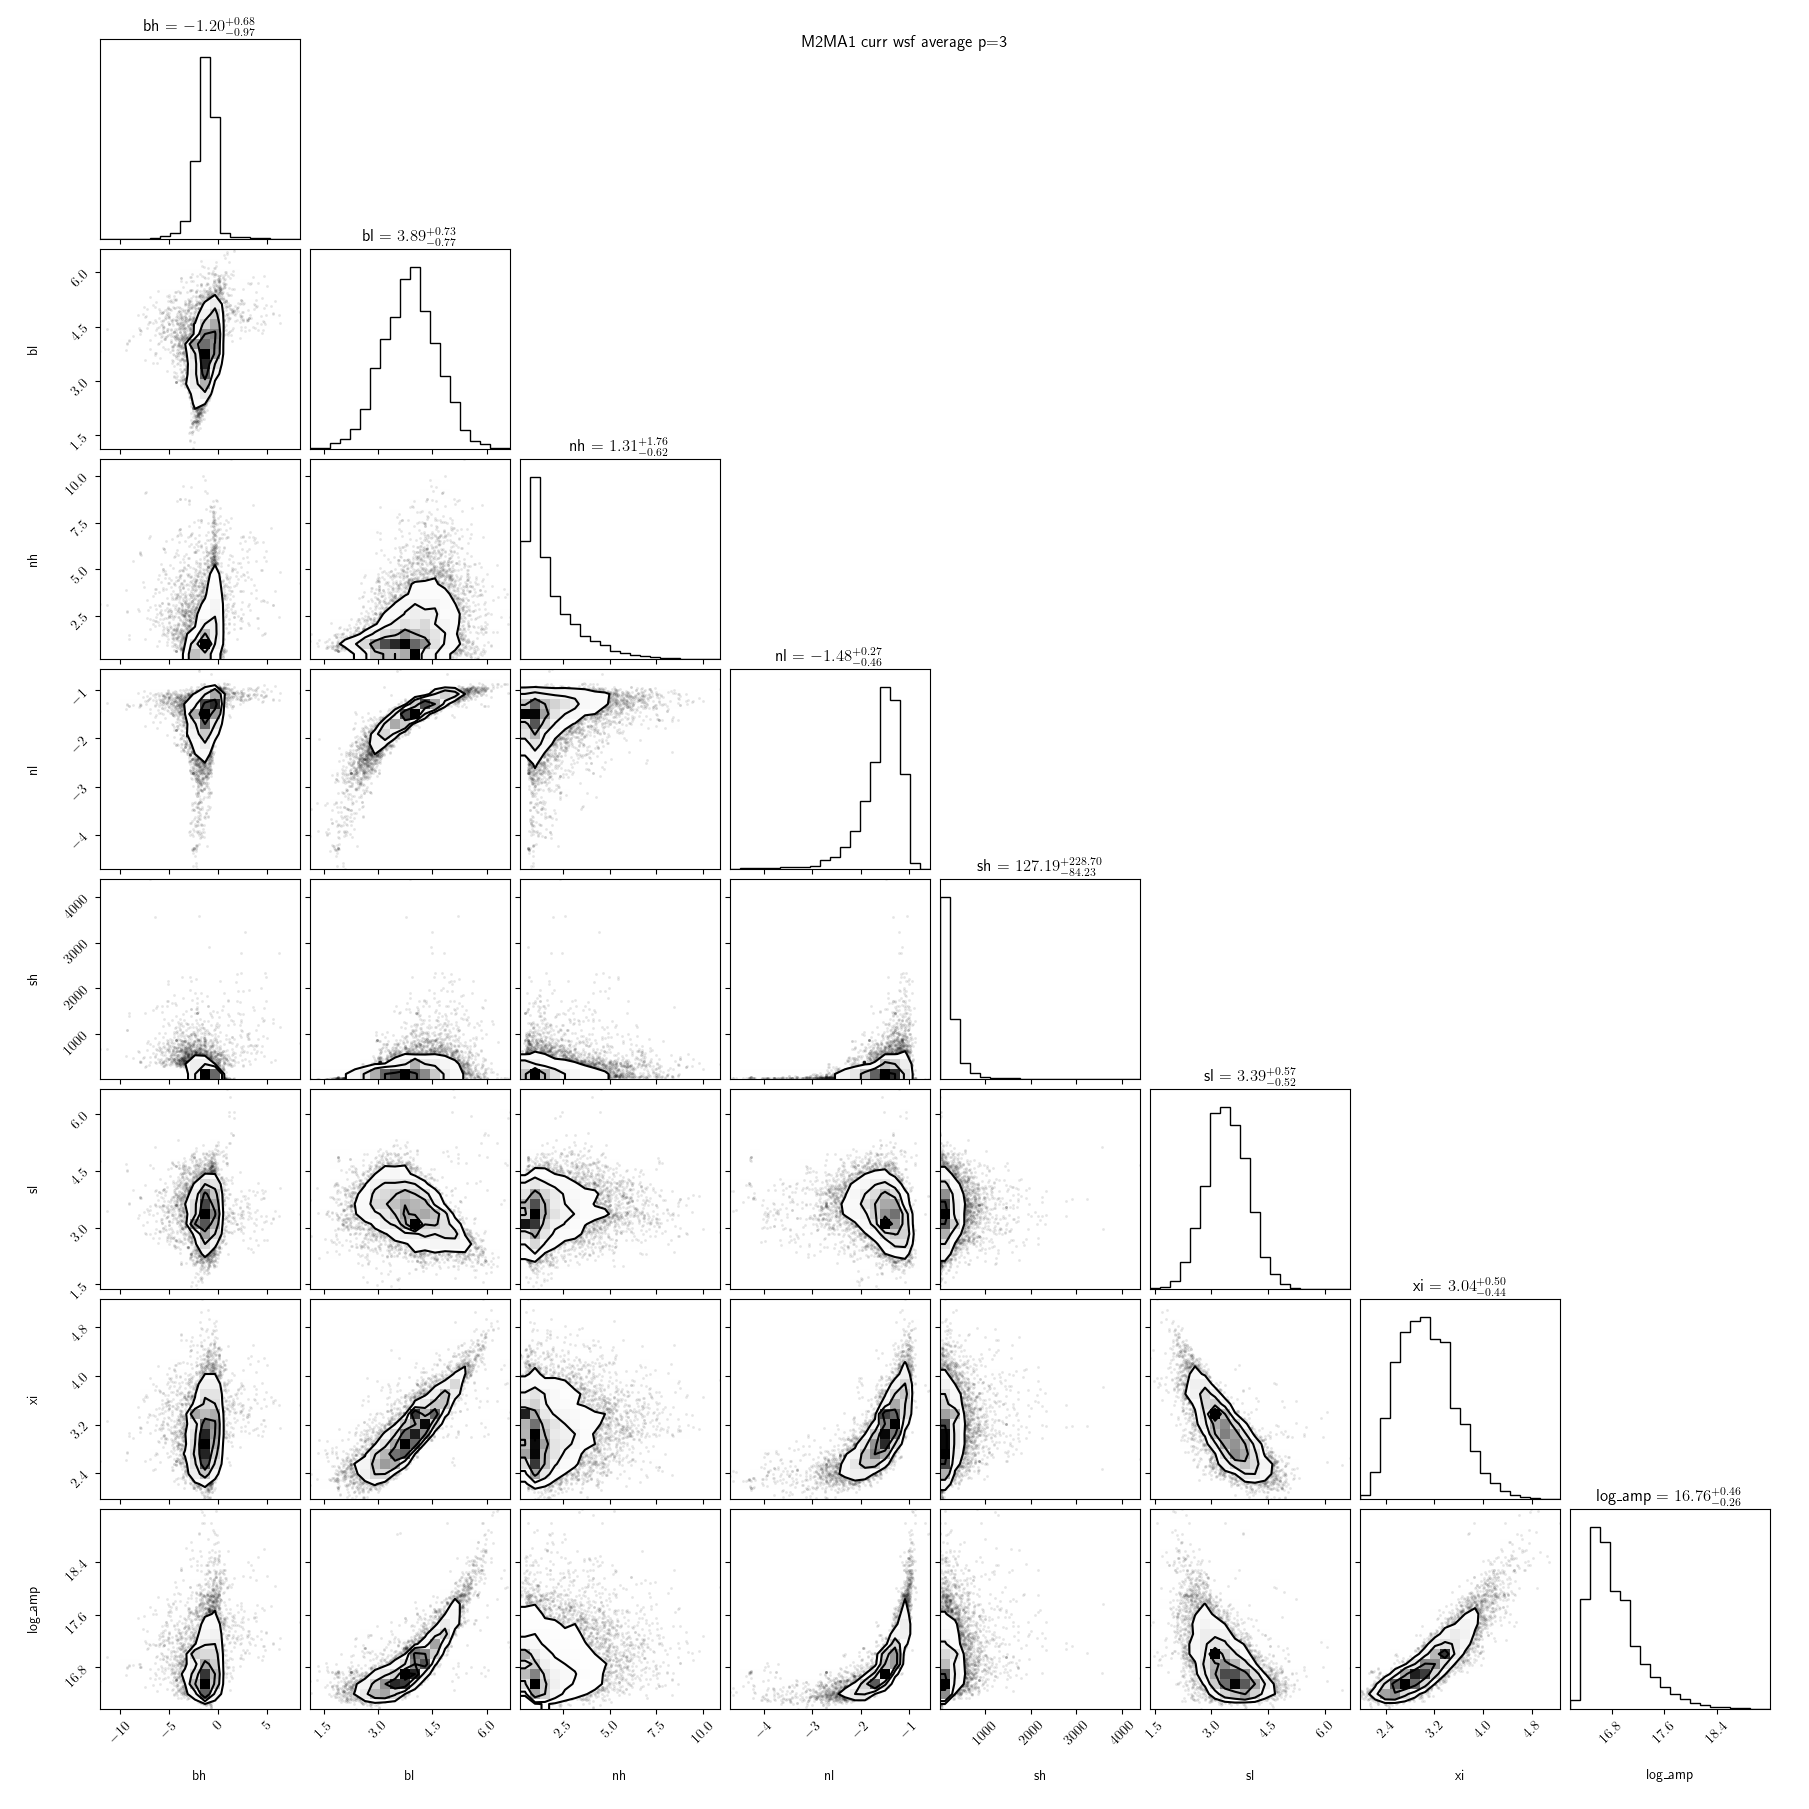 M2MA1 curr wsf average p=3
bh = −1.20+0.68 −0.97
bl = 3.89+0.73 −0.77
nh = 1.31+1.76 −0.62
nl = −1.48+0.27 −0.46
sh = 127.19+228.70 −84.23
sl = 3.39+0.57 −0.52
xi = 3.04+0.50 −0.44
log_amp = 16.76+0.46 −0.26
bl
6.0
4.5
3.0
1.5
nh
10.0
7.5
5.0
2.5
nl
−1
−2
−3
−4
sh
4000
3000
2000
1000
sl
6.0
4.5
3.0
1.5
xi
4.8
4.0
3.2
2.4
log_amp
18.4
17.6
16.8
−10 −5 0 5 1.5 3.0 4.5 6.0 2.5 5.0 7.5 10.0 −4 −3 −2 −1 1000 2000 3000 4000 1.5 3.0 4.5 6.0 2.4 3.2 4.0 4.8 16.8 17.6 18.4
bh bl nh nl sh sl xi log_amp